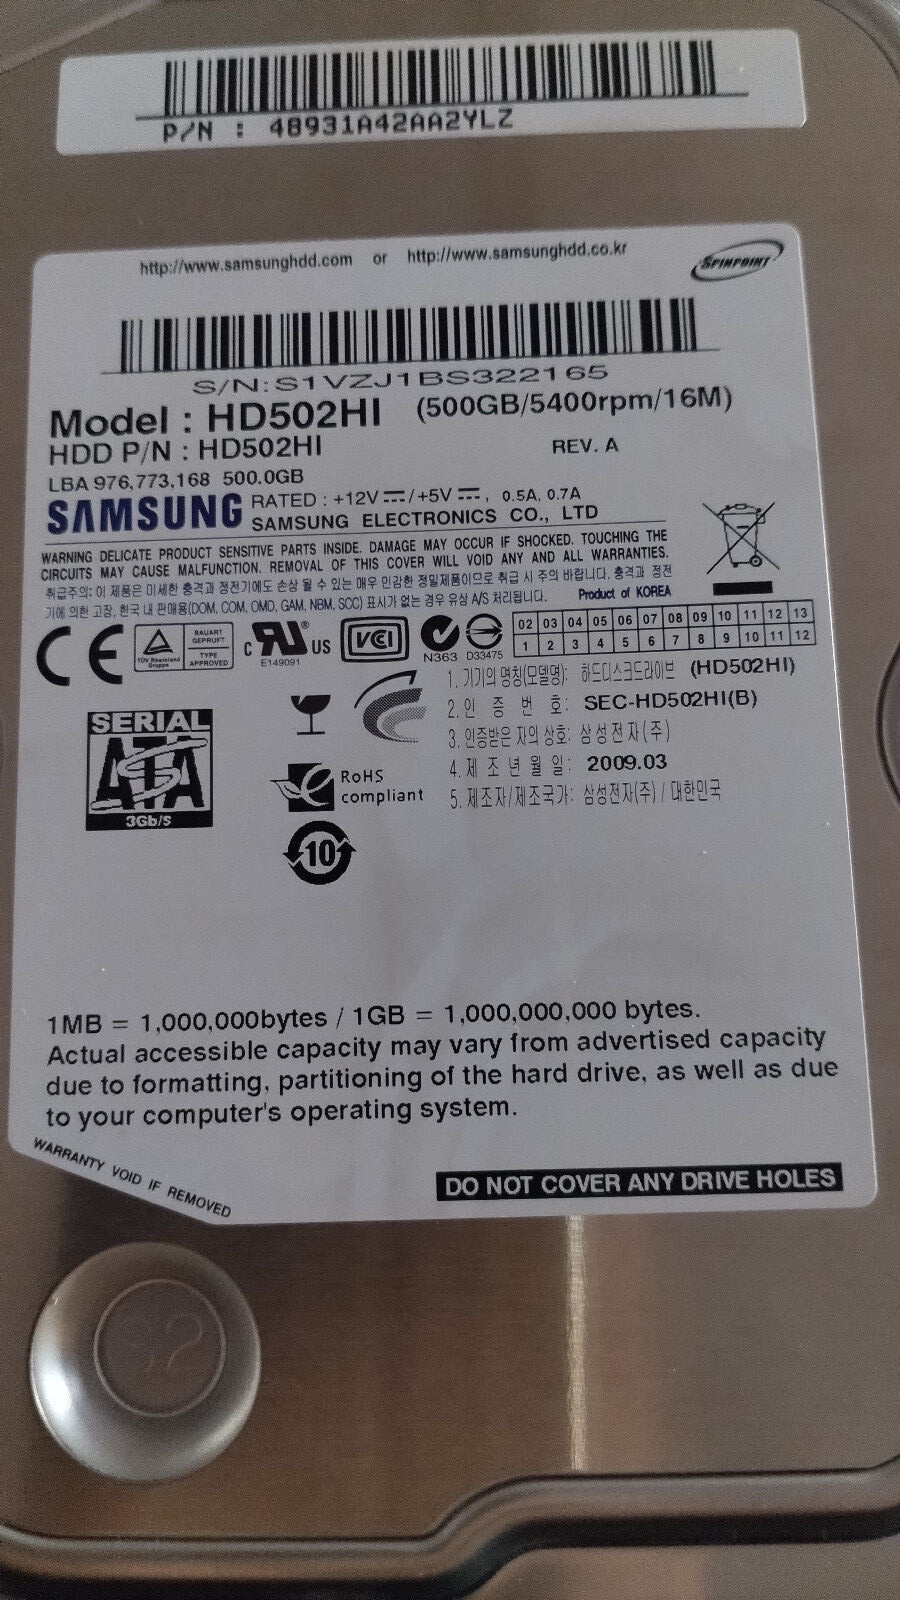 P/N : 48931A42AA2YLZ
http://www.samsunghdd.com or http://www.samsunghdd.co.kr
SPINPOINT
S/N:S1VZJ1BS322165
Model : HD502HI (500GB/5400rpm/16M)
HDD P/N : HD502HI REV. A
LBA 976,773,168 500.0GB
SAMSUNG RATED : +12V ⎓/+5V ⎓, 0.5A, 0.7A
SAMSUNG ELECTRONICS CO., LTD
WARNING DELICATE PRODUCT SENSITIVE PARTS INSIDE. DAMAGE MAY OCCUR IF SHOCKED. TOUCHING THE
CIRCUITS MAY CAUSE MALFUNCTION. REMOVAL OF THIS COVER WILL VOID ANY AND ALL WARRANTIES.
취급주의: 이 제품은 미세한 충격과 정전기에도 손상 될 수 있는 매우 민감한 정밀제품이므로 취급 시 주의 바랍니다. 충격과 정전
기에 의한 고장, 한국 내 판매용(DOM, COM, OMD, GAM, NBM, SCC) 표시가 없는 경우 유상 A/S 처리됩니다. Product of KOREA
02 03 04 05 06 07 08 09 10 11 12 13
1 2 3 4 5 6 7 8 9 10 11 12
CE TÜV Rheinland Group BAUART GEPRÜFT TYPE APPROVED C RU ® US E149091 VCI N363 D33475
1. 기기의 명칭(모델명): 하드디스크드라이브 (HD502HI)
2. 인 증 번 호: SEC-HD502HI(B)
3. 인증받은 자의 상호: 삼성전자(주)
4. 제 조 년 월 일: 2009.03
5. 제조자/제조국가: 삼성전자(주) / 대한민국
SERIAL
ATA
3Gb/s
RoHS
compliant
10
1MB = 1,000,000bytes / 1GB = 1,000,000,000 bytes.
Actual accessible capacity may vary from advertised capacity
due to formatting, partitioning of the hard drive, as well as due
to your computer's operating system.
WARRANTY VOID IF REMOVED
DO NOT COVER ANY DRIVE HOLES